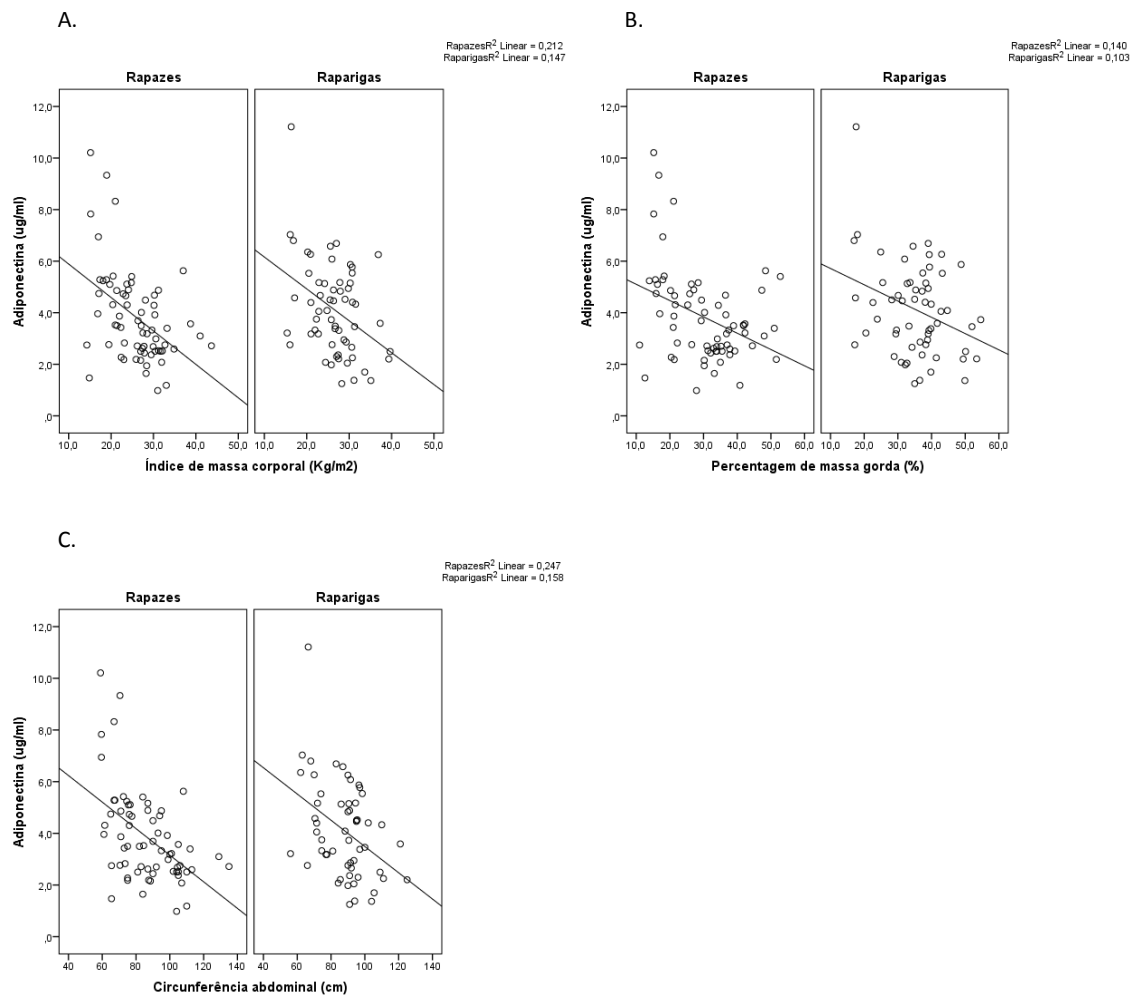 A.
RapazesR² Linear = 0,212
RaparigasR² Linear = 0,147
Rapazes
Raparigas
Adiponectina (ug/ml)
12,0
10,0
8,0
6,0
4,0
2,0
,0
10,0 20,0 30,0 40,0 50,0
10,0 20,0 30,0 40,0 50,0
Índice de massa corporal (Kg/m2)
B.
RapazesR² Linear = 0,140
RaparigasR² Linear = 0,103
Rapazes
Raparigas
Adiponectina (ug/ml)
12,0
10,0
8,0
6,0
4,0
2,0
,0
10,0 20,0 30,0 40,0 50,0 60,0
10,0 20,0 30,0 40,0 50,0 60,0
Percentagem de massa gorda (%)
C.
RapazesR² Linear = 0,247
RaparigasR² Linear = 0,158
Rapazes
Raparigas
Adiponectina (ug/ml)
12,0
10,0
8,0
6,0
4,0
2,0
,0
40 60 80 100 120 140
40 60 80 100 120 140
Circunferência abdominal (cm)